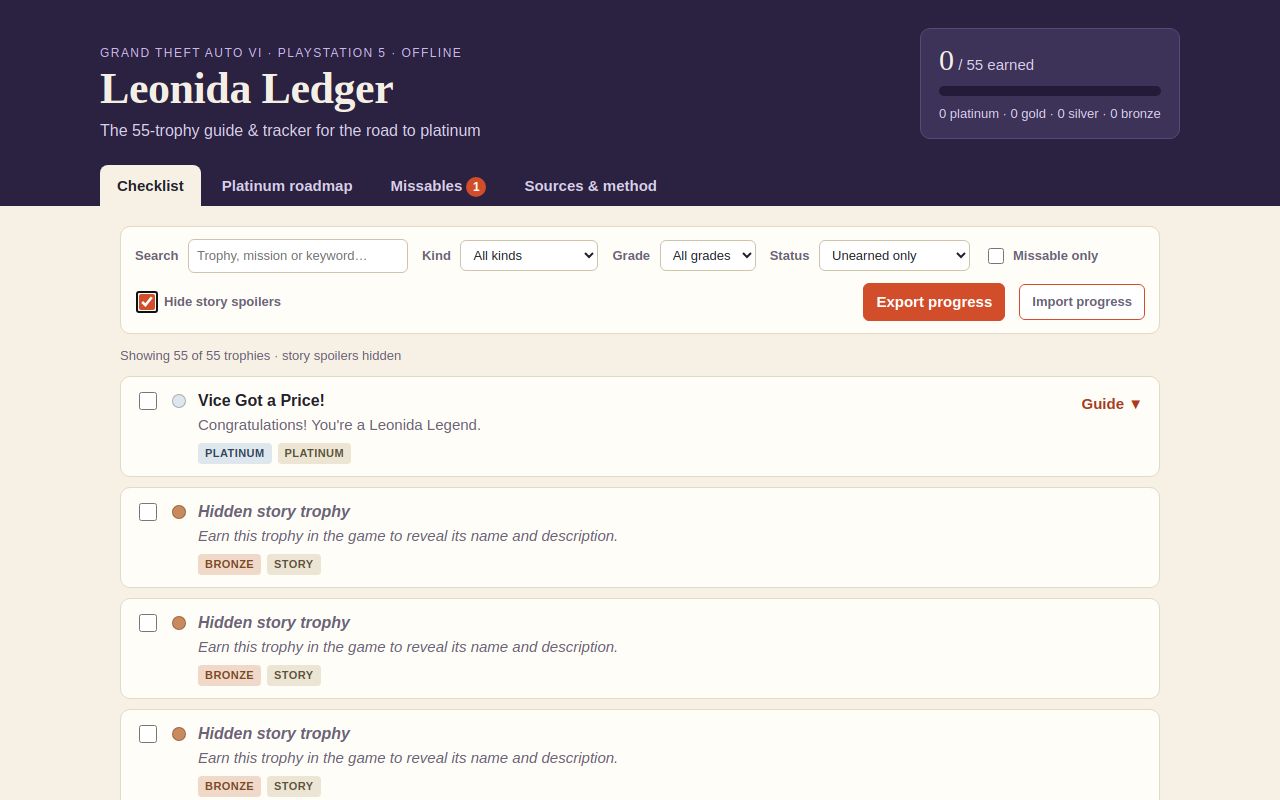 GRAND THEFT AUTO VI · PLAYSTATION 5 · OFFLINE
Leonida Ledger
The 55-trophy guide & tracker for the road to platinum
0 / 55 earned
0 platinum · 0 gold · 0 silver · 0 bronze
Checklist Platinum roadmap Missables 1 Sources & method
Search Trophy, mission or keyword… Kind All kinds Grade All grades Status Unearned only Missable only
Hide story spoilers Export progress Import progress
Showing 55 of 55 trophies · story spoilers hidden
Vice Got a Price! Guide ▼
Congratulations! You're a Leonida Legend.
PLATINUM PLATINUM
Hidden story trophy
Earn this trophy in the game to reveal its name and description.
BRONZE STORY
Hidden story trophy
Earn this trophy in the game to reveal its name and description.
BRONZE STORY
Hidden story trophy
Earn this trophy in the game to reveal its name and description.
BRONZE STORY